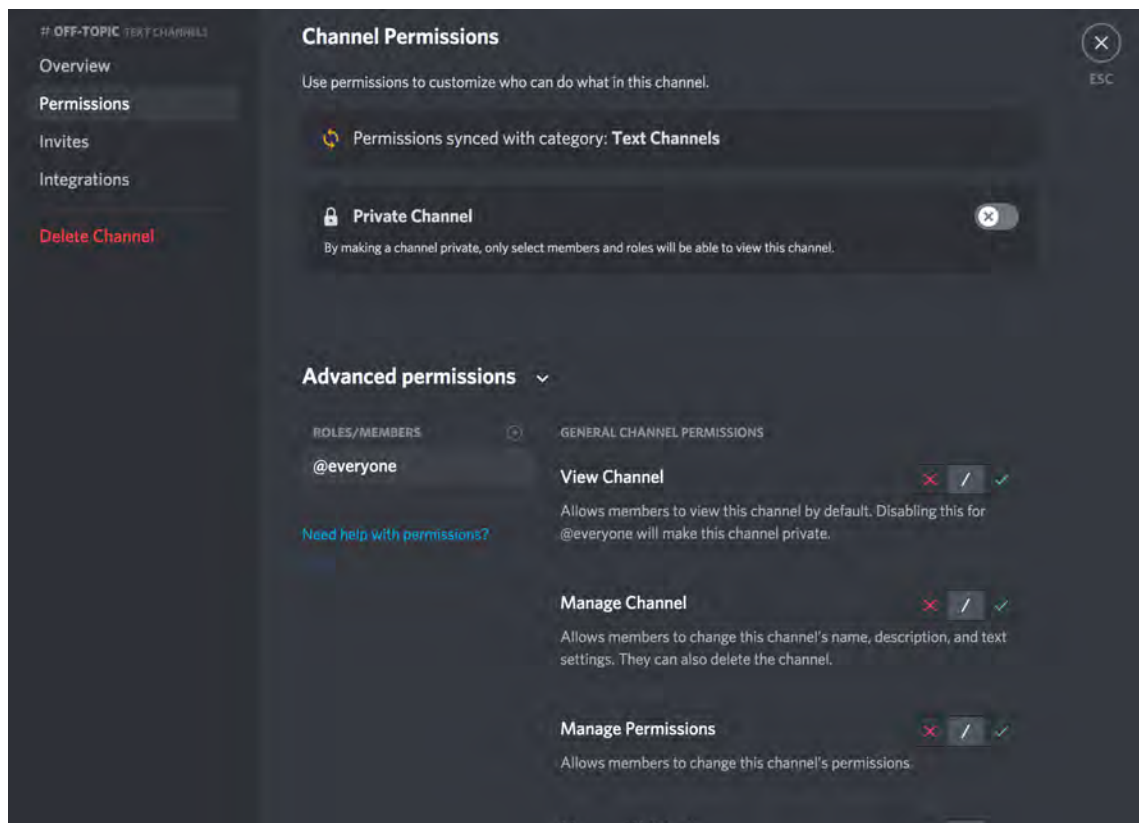 # OFF-TOPIC TEXT CHANNELS
Overview
Permissions
Invites
Integrations
Delete Channel
Channel Permissions
ESC
Use permissions to customize who can do what in this channel.
Permissions synced with category: Text Channels
Private Channel
By making a channel private, only select members and roles will be able to view this channel.
Advanced permissions
ROLES/MEMBERS
@everyone
Need help with permissions?
GENERAL CHANNEL PERMISSIONS
View Channel
Allows members to view this channel by default. Disabling this for
@everyone will make this channel private.
Manage Channel
Allows members to change this channel's name, description, and text
settings. They can also delete the channel.
Manage Permissions
Allows members to change this channel's permissions